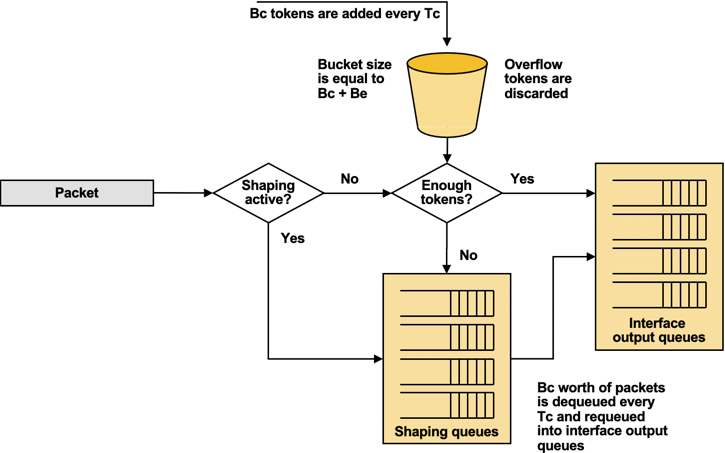 Bc tokens are added every Tc
Bucket size
is equal to
Bc + Be
Overflow
tokens are
discarded
Packet
Shaping
active?
No
Enough
tokens?
Yes
Yes
No
Interface
output queues
Shaping queues
Bc worth of packets
is dequeued every
Tc and requeued
into interface output
queues